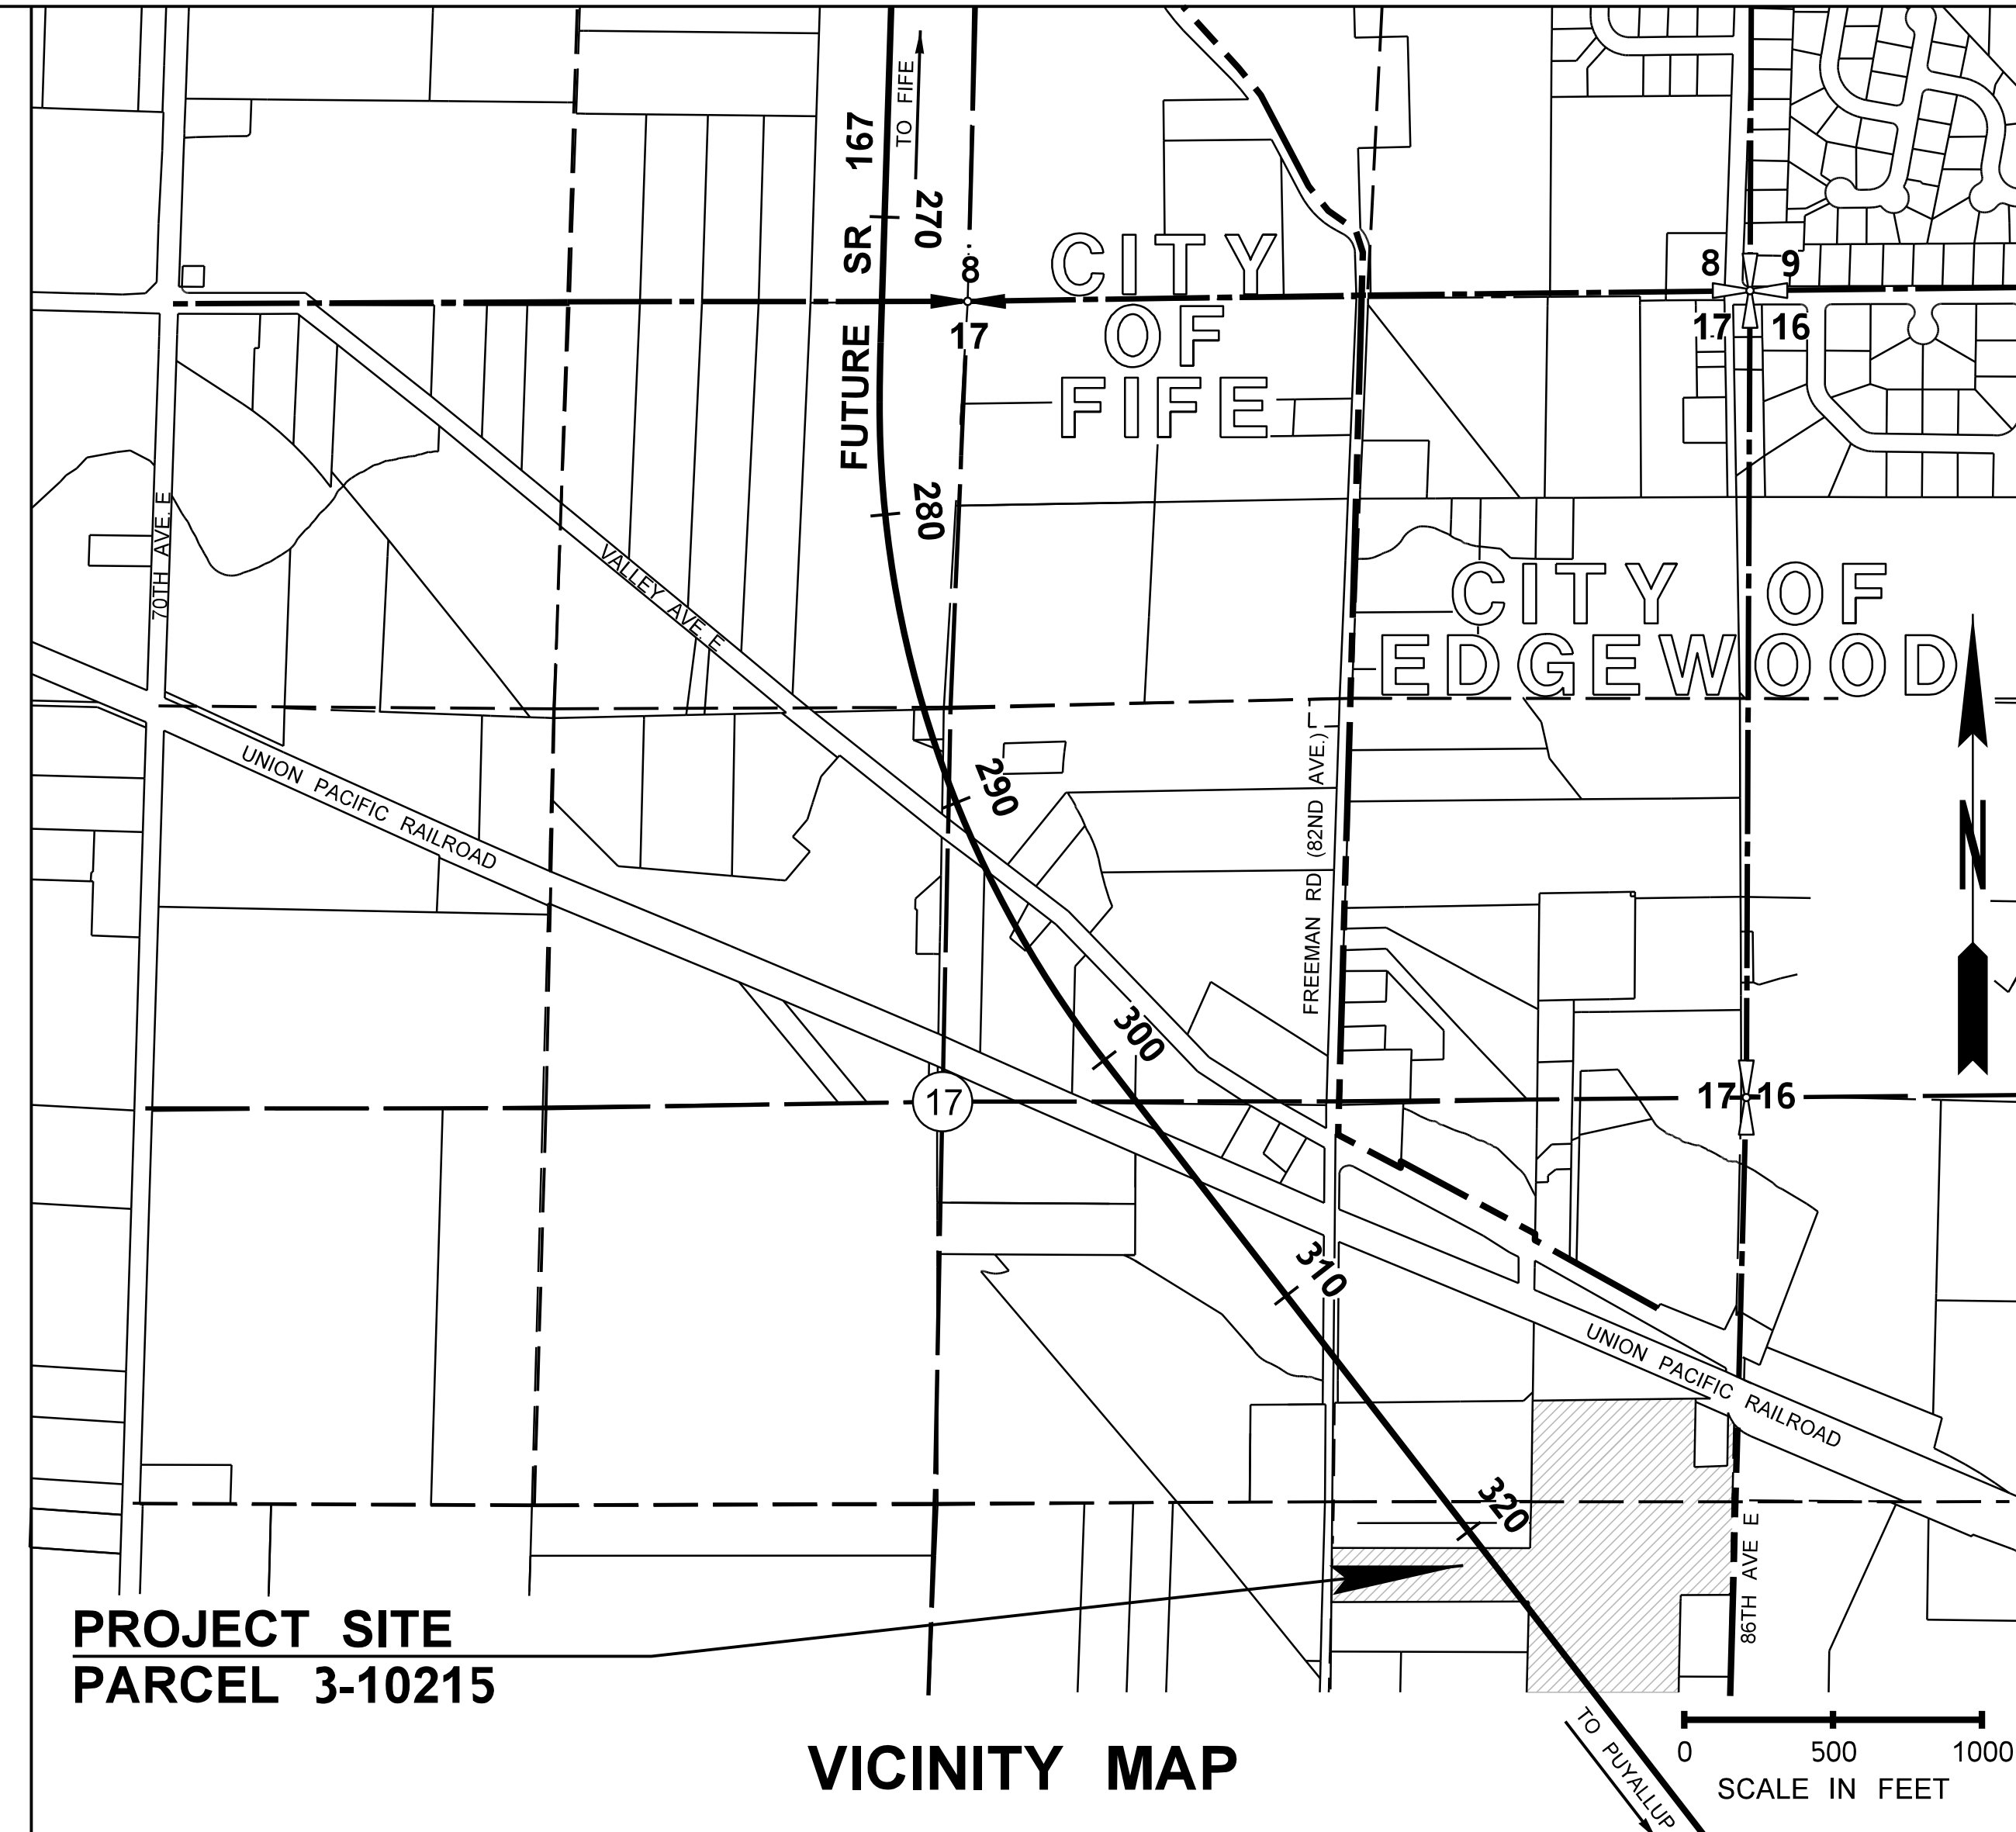 TO FIFE
FUTURE SR 167
270
8
17
CITY
OF
FIFE
8 9
17 16
280
70TH AVE. E
VALLEY AVE. E
CITY OF
EDGEWOOD
UNION PACIFIC RAILROAD
290
FREEMAN RD (82ND AVE.)
N
300
17
17 16
310
UNION PACIFIC RAILROAD
320
86TH AVE E
PROJECT SITE
PARCEL 3-10215
TO PUYALLUP
VICINITY MAP
0 500 1000
SCALE IN FEET